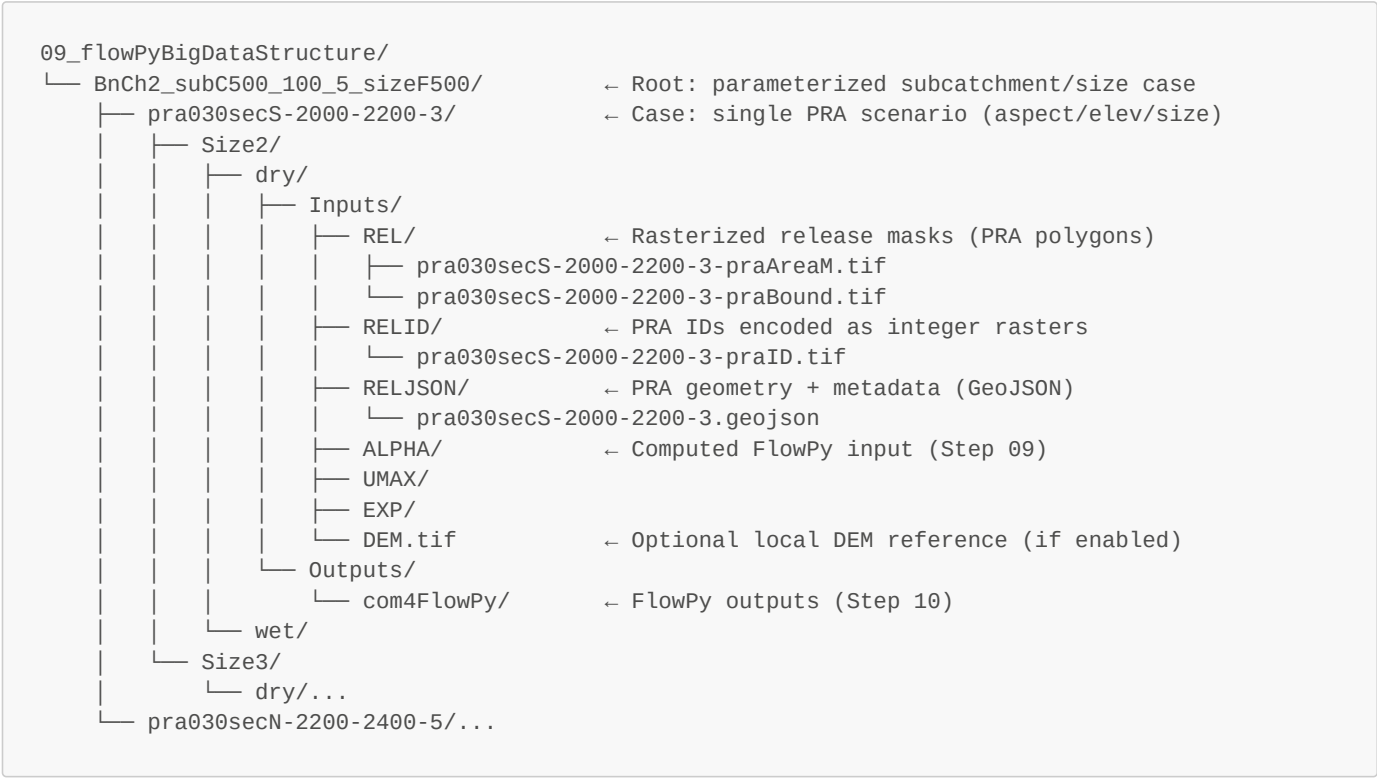 09_flowPyBigDataStructure/
└── BnCh2_subC500_100_5_sizeF500/          ← Root: parameterized subcatchment/size case
    ├── pra030secS-2000-2200-3/            ← Case: single PRA scenario (aspect/elev/size)
    │   ├── Size2/
    │   │   ├── dry/
    │   │   │   ├── Inputs/
    │   │   │   │   ├── REL/               ← Rasterized release masks (PRA polygons)
    │   │   │   │   │   ├── pra030secS-2000-2200-3-praAreaM.tif
    │   │   │   │   │   └── pra030secS-2000-2200-3-praBound.tif
    │   │   │   │   ├── RELID/             ← PRA IDs encoded as integer rasters
    │   │   │   │   │   └── pra030secS-2000-2200-3-praID.tif
    │   │   │   │   ├── RELJSON/           ← PRA geometry + metadata (GeoJSON)
    │   │   │   │   │   └── pra030secS-2000-2200-3.geojson
    │   │   │   │   ├── ALPHA/             ← Computed FlowPy input (Step 09)
    │   │   │   │   ├── UMAX/
    │   │   │   │   ├── EXP/
    │   │   │   │   └── DEM.tif            ← Optional local DEM reference (if enabled)
    │   │   │   └── Outputs/
    │   │   │       └── com4FlowPy/        ← FlowPy outputs (Step 10)
    │   │   └── wet/
    │   └── Size3/
    │       └── dry/...
    └── pra030secN-2200-2400-5/...